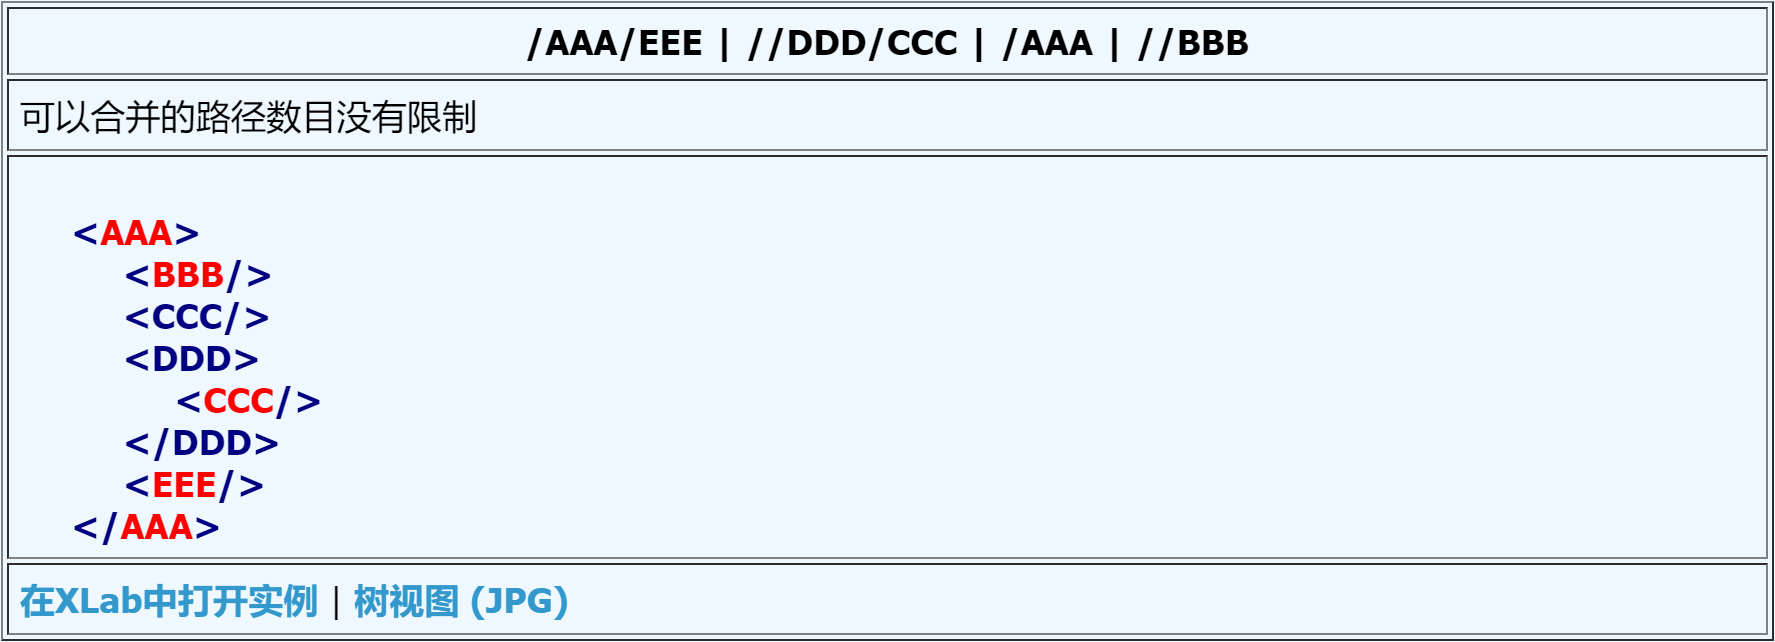 /AAA/EEE | //DDD/CCC | /AAA | //BBB
可以合并的路径数目没有限制
<AAA>
<BBB/>
<CCC/>
<DDD>
<CCC/>
</DDD>
<EEE/>
</AAA>
在XLab中打开实例 | 树视图 (JPG)